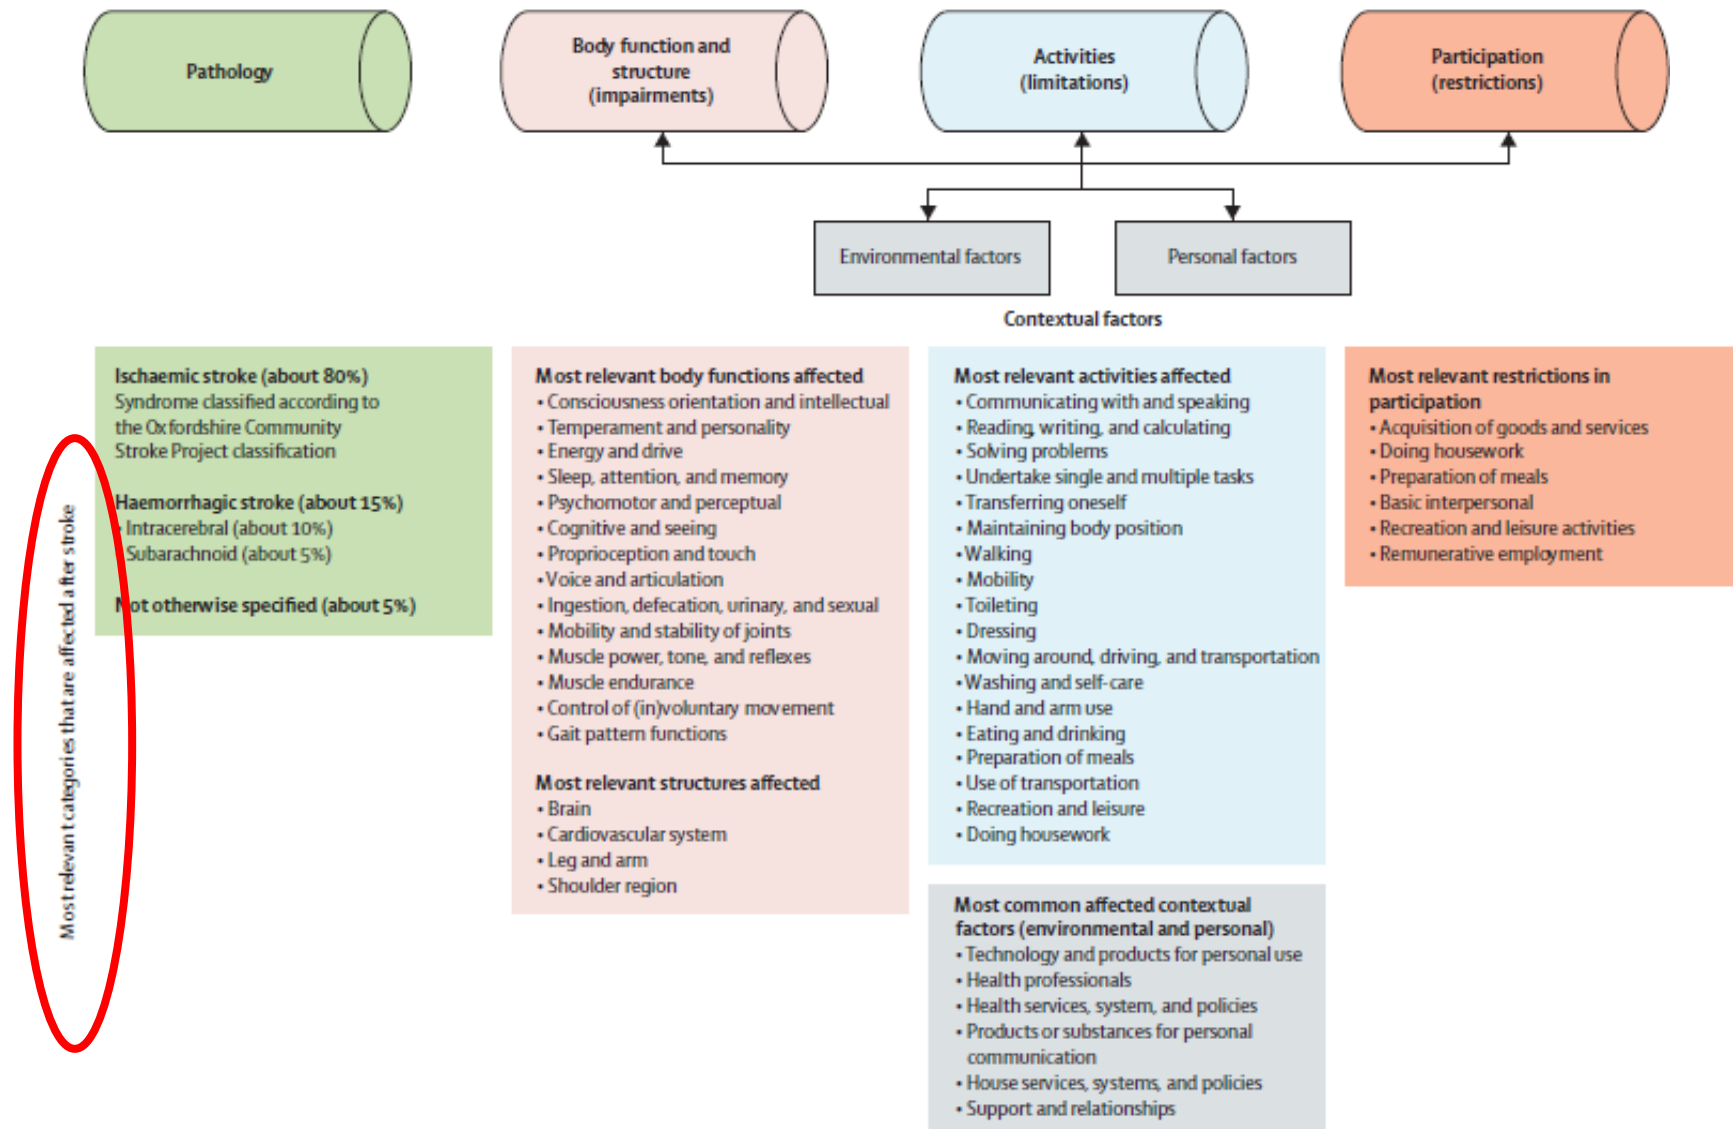 Pathology
Body function and
structure
(impairments)
Activities
(limitations)
Participation
(restrictions)
Environmental factors
Personal factors
Contextual factors
Most relevant categories that are affected after stroke
Ischaemic stroke (about 80%)
Syndrome classified according to
the Oxfordshire Community
Stroke Project classification
Haemorrhagic stroke (about 15%)
• Intracerebral (about 10%)
• Subarachnoid (about 5%)
Not otherwise specified (about 5%)
Most relevant body functions affected
• Consciousness orientation and intellectual
• Temperament and personality
• Energy and drive
• Sleep, attention, and memory
• Psychomotor and perceptual
• Cognitive and seeing
• Proprioception and touch
• Voice and articulation
• Ingestion, defecation, urinary, and sexual
• Mobility and stability of joints
• Muscle power, tone, and reflexes
• Muscle endurance
• Control of (in)voluntary movement
• Gait pattern functions
Most relevant structures affected
• Brain
• Cardiovascular system
• Leg and arm
• Shoulder region
Most relevant activities affected
• Communicating with and speaking
• Reading, writing, and calculating
• Solving problems
• Undertake single and multiple tasks
• Transferring oneself
• Maintaining body position
• Walking
• Mobility
• Toileting
• Dressing
• Moving around, driving, and transportation
• Washing and self-care
• Hand and arm use
• Eating and drinking
• Preparation of meals
• Use of transportation
• Recreation and leisure
• Doing housework
Most common affected contextual
factors (environmental and personal)
• Technology and products for personal use
• Health professionals
• Health services, system, and policies
• Products or substances for personal
communication
• House services, systems, and policies
• Support and relationships
Most relevant restrictions in
participation
• Acquisition of goods and services
• Doing housework
• Preparation of meals
• Basic interpersonal
• Recreation and leisure activities
• Remunerative employment